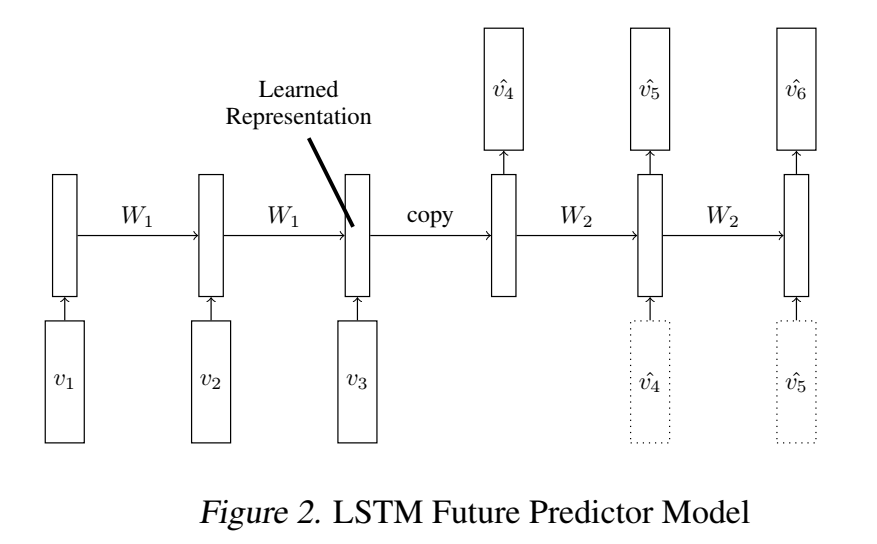 v̂₄ v̂₅ v̂₆
Learned
Representation
W₁ W₁ copy W₂ W₂
v₁ v₂ v₃ v̂₄ v̂₅
Figure 2. LSTM Future Predictor Model